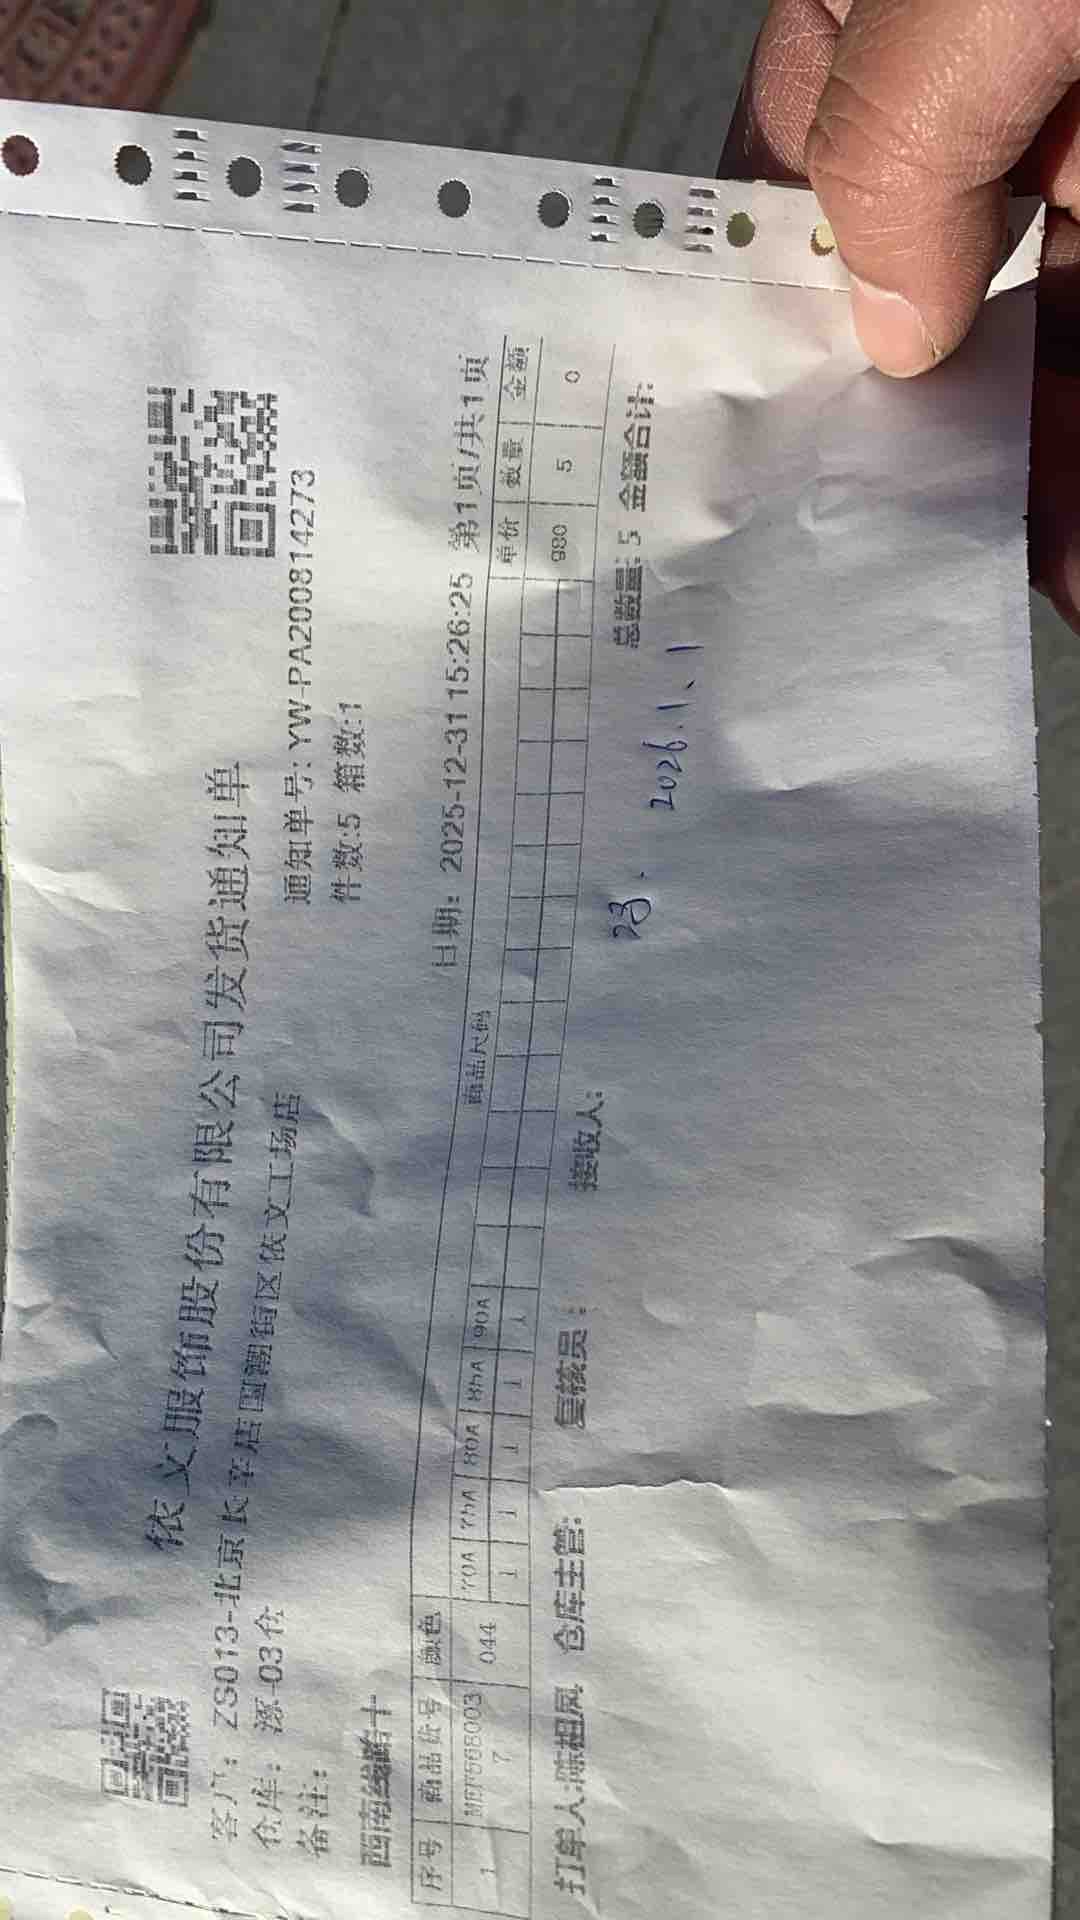 依文服饰股份有限公司发货通知单
客户: ZS013-北京长辛店国潮街区依文工场店
通知单号: YW-PA200814273
仓库: 涿-03仓
件数:5 箱数:1
备注:
西南线路十
日期: 2025-12-31 15:26:25 第1页/共1页
序号 商品货号 颜色 商品尺码 单价 数量 金额
70A 75A 80A 85A 90A
1 7 044 1 1 1 1 1 980 5 0
打单人: 仓库主管: 复核员: 接收人: 总数量: 5 金额合计:
2026.1.1